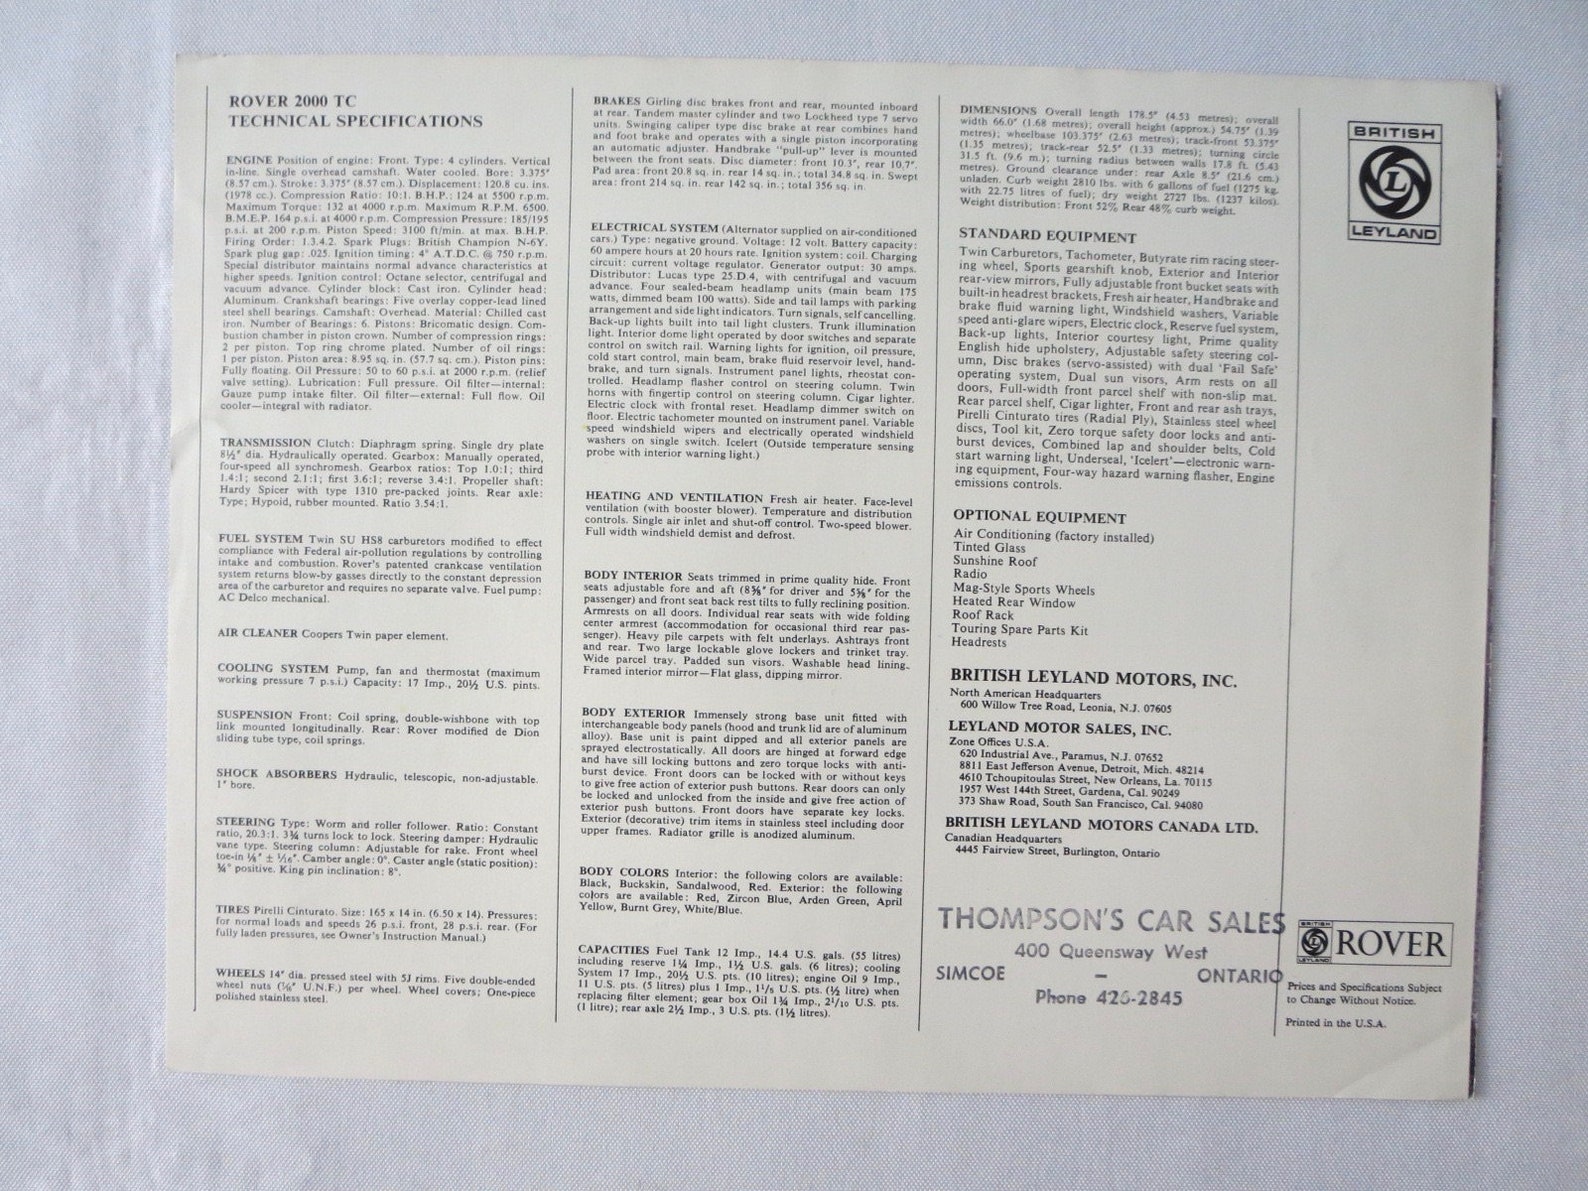 ROVER 2000 TC
TECHNICAL SPECIFICATIONS
ENGINE Position of engine: Front. Type: 4 cylinders. Vertical
in-line. Single overhead camshaft. Water cooled. Bore: 3.375"
(8.57 cm.). Stroke: 3.375" (8.57 cm.). Displacement: 120.8 cu. ins.
(1978 cc.). Compression Ratio: 10:1. B.H.P.: 124 at 5500 r.p.m.
Maximum Torque: 132 at 4000 r.p.m. Maximum R.P.M. 6500.
B.M.E.P. 164 p.s.i. at 4000 r.p.m. Compression Pressure: 185/195
p.s.i. at 200 r.p.m. Piston Speed: 3100 ft/min. at max. B.H.P.
Firing Order: 1.3.4.2. Spark Plugs: British Champion N-6Y.
Spark plug gap: .025. Ignition timing: 4° A.T.D.C. @ 750 r.p.m.
Special distributor maintains normal advance characteristics at
higher speeds. Ignition control: Octane selector, centrifugal and
vacuum advance. Cylinder block: Cast iron. Cylinder head:
Aluminum. Crankshaft bearings: Five overlay copper-lead lined
steel shell bearings. Camshaft: Overhead. Material: Chilled cast
iron. Number of Bearings: 6. Pistons: Bricomatic design. Com-
bustion chamber in piston crown. Number of compression rings:
2 per piston. Top ring chrome plated. Number of oil rings:
1 per piston. Piston area: 8.95 sq. in. (57.7 sq. cm.). Piston pins:
Fully floating. Oil Pressure: 50 to 60 p.s.i. at 2000 r.p.m. (relief
valve setting). Lubrication: Full pressure. Oil filter—internal:
Gauze pump intake filter. Oil filter—external: Full flow. Oil
cooler—integral with radiator.
TRANSMISSION Clutch: Diaphragm spring. Single dry plate
8½" dia. Hydraulically operated. Gearbox: Manually operated,
four-speed all synchromesh. Gearbox ratios: Top 1.0:1; third
1.4:1; second 2.1:1; first 3.6:1; reverse 3.4:1. Propeller shaft:
Hardy Spicer with type 1310 pre-packed joints. Rear axle:
Type; Hypoid, rubber mounted. Ratio 3.54:1.
FUEL SYSTEM Twin SU HS8 carburetors modified to effect
compliance with Federal air-pollution regulations by controlling
intake and combustion. Rover's patented crankcase ventilation
system returns blow-by gasses directly to the constant depression
area of the carburetor and requires no separate valve. Fuel pump:
AC Delco mechanical.
AIR CLEANER Coopers Twin paper element.
COOLING SYSTEM Pump, fan and thermostat (maximum
working pressure 7 p.s.i.) Capacity: 17 Imp., 20½ U.S. pints.
SUSPENSION Front: Coil spring, double-wishbone with top
link mounted longitudinally. Rear: Rover modified de Dion
sliding tube type, coil springs.
SHOCK ABSORBERS Hydraulic, telescopic, non-adjustable.
1" bore.
STEERING Type: Worm and roller follower. Ratio: Constant
ratio, 20.3:1. 3¾ turns lock to lock. Steering damper: Hydraulic
vane type. Steering column: Adjustable for rake. Front wheel
toe-in ⅛" ± 1/16". Camber angle: 0°. Caster angle (static position):
¾° positive. King pin inclination: 8°.
TIRES Pirelli Cinturato. Size: 165 x 14 in. (6.50 x 14). Pressures:
for normal loads and speeds 26 p.s.i. front, 28 p.s.i. rear. (For
fully laden pressures, see Owner's Instruction Manual.)
WHEELS 14" dia. pressed steel with 5J rims. Five double-ended
wheel nuts (7/16" U.N.F.) per wheel. Wheel covers; One-piece
polished stainless steel.
BRAKES Girling disc brakes front and rear, mounted inboard
at rear. Tandem master cylinder and two Lockheed type 7 servo
units. Swinging caliper type disc brake at rear combines hand
and foot brake and operates with a single piston incorporating
an automatic adjuster. Handbrake "pull-up" lever is mounted
between the front seats. Disc diameter: front 10.3", rear 10.7".
Pad area: front 20.8 sq. in. rear 14 sq. in.; total 34.8 sq. in. Swept
area: front 214 sq. in. rear 142 sq. in.; total 356 sq. in.
ELECTRICAL SYSTEM (Alternator supplied on air-conditioned
cars.) Type: negative ground. Voltage: 12 volt. Battery capacity:
60 ampere hours at 20 hours rate. Ignition system: coil. Charging
circuit: current voltage regulator. Generator output: 30 amps.
Distributor: Lucas type 25.D.4, with centrifugal and vacuum
advance. Four sealed-beam headlamp units (main beam 175
watts, dimmed beam 100 watts). Side and tail lamps with parking
arrangement and side light indicators. Turn signals, self cancelling.
Back-up lights built into tail light clusters. Trunk illumination
light. Interior dome light operated by door switches and separate
control on switch rail. Warning lights for ignition, oil pressure,
cold start control, main beam, brake fluid reservoir level, hand-
brake, and turn signals. Instrument panel lights, rheostat con-
trolled. Headlamp flasher control on steering column. Twin
horns with fingertip control on steering column. Cigar lighter.
Electric clock with frontal reset. Headlamp dimmer switch on
floor. Electric tachometer mounted on instrument panel. Variable
speed windshield wipers and electrically operated windshield
washers on single switch. Icelert (Outside temperature sensing
probe with interior warning light.)
HEATING AND VENTILATION Fresh air heater. Face-level
ventilation (with booster blower). Temperature and distribution
controls. Single air inlet and shut-off control. Two-speed blower.
Full width windshield demist and defrost.
BODY INTERIOR Seats trimmed in prime quality hide. Front
seats adjustable fore and aft (8⅝" for driver and 5⅝" for the
passenger) and front seat back rest tilts to fully reclining position.
Armrests on all doors. Individual rear seats with wide folding
center armrest (accommodation for occasional third rear pas-
senger). Heavy pile carpets with felt underlays. Ashtrays front
and rear. Two large lockable glove lockers and trinket tray.
Wide parcel tray. Padded sun visors. Washable head lining.
Framed interior mirror—Flat glass, dipping mirror.
BODY EXTERIOR Immensely strong base unit fitted with
interchangeable body panels (hood and trunk lid are of aluminum
alloy). Base unit is paint dipped and all exterior panels are
sprayed electrostatically. All doors are hinged at forward edge
and have sill locking buttons and zero torque locks with anti-
burst device. Front doors can be locked with or without keys
to give free action of exterior push buttons. Rear doors can only
be locked and unlocked from the inside and give free action of
exterior push buttons. Front doors have separate key locks.
Exterior (decorative) trim items in stainless steel including door
upper frames. Radiator grille is anodized aluminum.
BODY COLORS Interior: the following colors are available:
Black, Buckskin, Sandalwood, Red. Exterior: the following
colors are available: Red, Zircon Blue, Arden Green, April
Yellow, Burnt Grey, White/Blue.
CAPACITIES Fuel Tank 12 Imp., 14.4 U.S. gals. (55 litres)
including reserve 1¼ Imp., 1½ U.S. gals. (6 litres); cooling
System 17 Imp., 20½ U.S. pts. (10 litres); engine Oil 9 Imp.,
11 U.S. pts. (5 litres) plus 1 Imp., 11/5 U.S. pts. (½ litre) when
replacing filter element; gear box Oil 1¾ Imp., 21/10 U.S. pts.
(1 litre); rear axle 2½ Imp., 3 U.S. pts. (1½ litres).
DIMENSIONS Overall length 178.5" (4.53 metres); overall
width 66.0" (1.68 metres); overall height (approx.) 54.75" (1.39
metres); wheelbase 103.375" (2.63 metres); track-front 53.375"
(1.35 metres); track-rear 52.5" (1.33 metres); turning circle
31.5 ft. (9.6 m.); turning radius between walls 17.8 ft. (5.43
metres). Ground clearance under: rear Axle 8.5" (21.6 cm.)
unladen. Curb weight 2810 lbs. with 6 gallons of fuel (1275 kg.
with 22.75 litres of fuel); dry weight 2727 lbs. (1237 kilos).
Weight distribution: Front 52% Rear 48% curb weight.
STANDARD EQUIPMENT
Twin Carburetors, Tachometer, Butyrate rim racing steer-
ing wheel, Sports gearshift knob, Exterior and Interior
rear-view mirrors, Fully adjustable front bucket seats with
built-in headrest brackets, Fresh air heater, Handbrake and
brake fluid warning light, Windshield washers, Variable
speed anti-glare wipers, Electric clock, Reserve fuel system,
Back-up lights, Interior courtesy light, Prime quality
English hide upholstery, Adjustable safety steering col-
umn, Disc brakes (servo-assisted) with dual 'Fail Safe'
operating system, Dual sun visors, Arm rests on all
doors, Full-width front parcel shelf with non-slip mat.
Rear parcel shelf, Cigar lighter, Front and rear ash trays,
Pirelli Cinturato tires (Radial Ply), Stainless steel wheel
discs, Tool kit, Zero torque safety door locks and anti-
burst devices, Combined lap and shoulder belts, Cold
start warning light, Underseal, 'Icelert'—electronic warn-
ing equipment, Four-way hazard warning flasher, Engine
emissions controls.
OPTIONAL EQUIPMENT
Air Conditioning (factory installed)
Tinted Glass
Sunshine Roof
Radio
Mag-Style Sports Wheels
Heated Rear Window
Roof Rack
Touring Spare Parts Kit
Headrests
BRITISH LEYLAND MOTORS, INC.
North American Headquarters
600 Willow Tree Road, Leonia, N.J. 07605
LEYLAND MOTOR SALES, INC.
Zone Offices U.S.A.
620 Industrial Ave., Paramus, N.J. 07652
8811 East Jefferson Avenue, Detroit, Mich. 48214
4610 Tchoupitoulas Street, New Orleans, La. 70115
1957 West 144th Street, Gardena, Cal. 90249
373 Shaw Road, South San Francisco, Cal. 94080
BRITISH LEYLAND MOTORS CANADA LTD.
Canadian Headquarters
4445 Fairview Street, Burlington, Ontario
THOMPSON'S CAR SALES
400 Queensway West
SIMCOE – ONTARIO
Phone 426-2845
BRITISH
L
LEYLAND
BRITISH
L
LEYLAND
ROVER
Prices and Specifications Subject
to Change Without Notice.
Printed in the U.S.A.